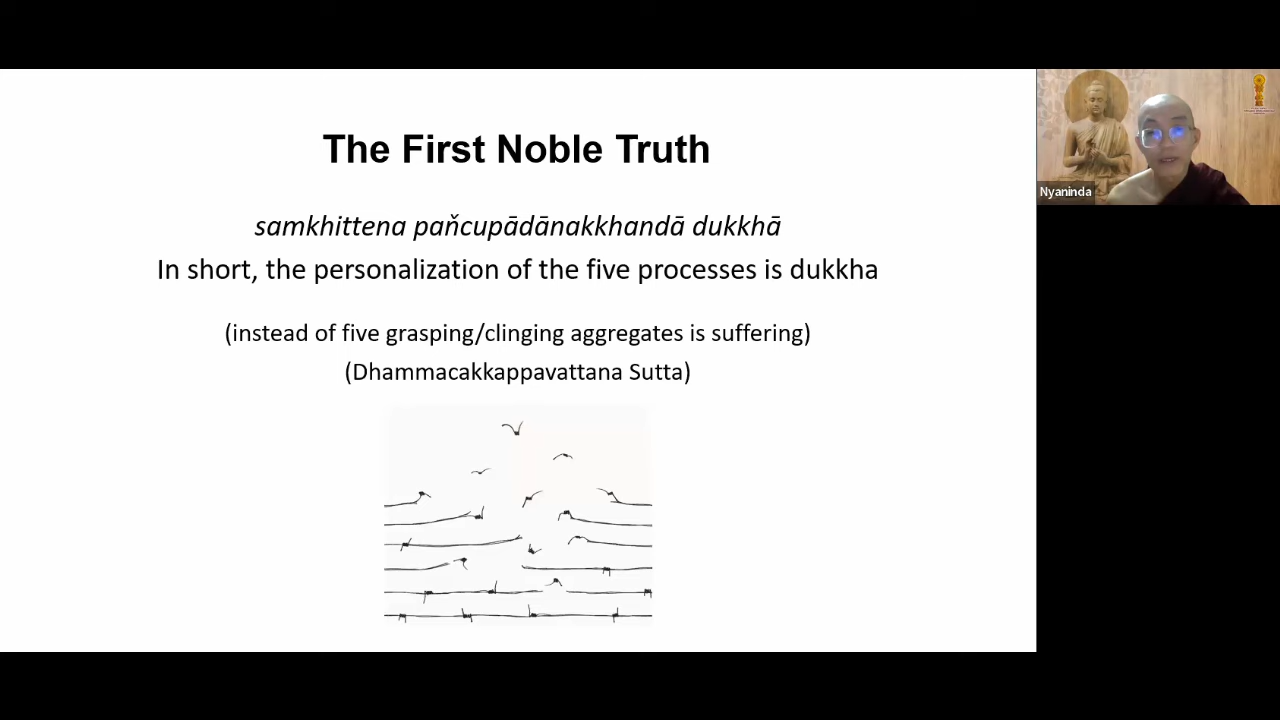 The First Noble Truth
samkhittena paňcupādānakkhandā dukkhā
In short, the personalization of the five processes is dukkha
(instead of five grasping/clinging aggregates is suffering)
(Dhammacakkappavattana Sutta)
Nyaninda